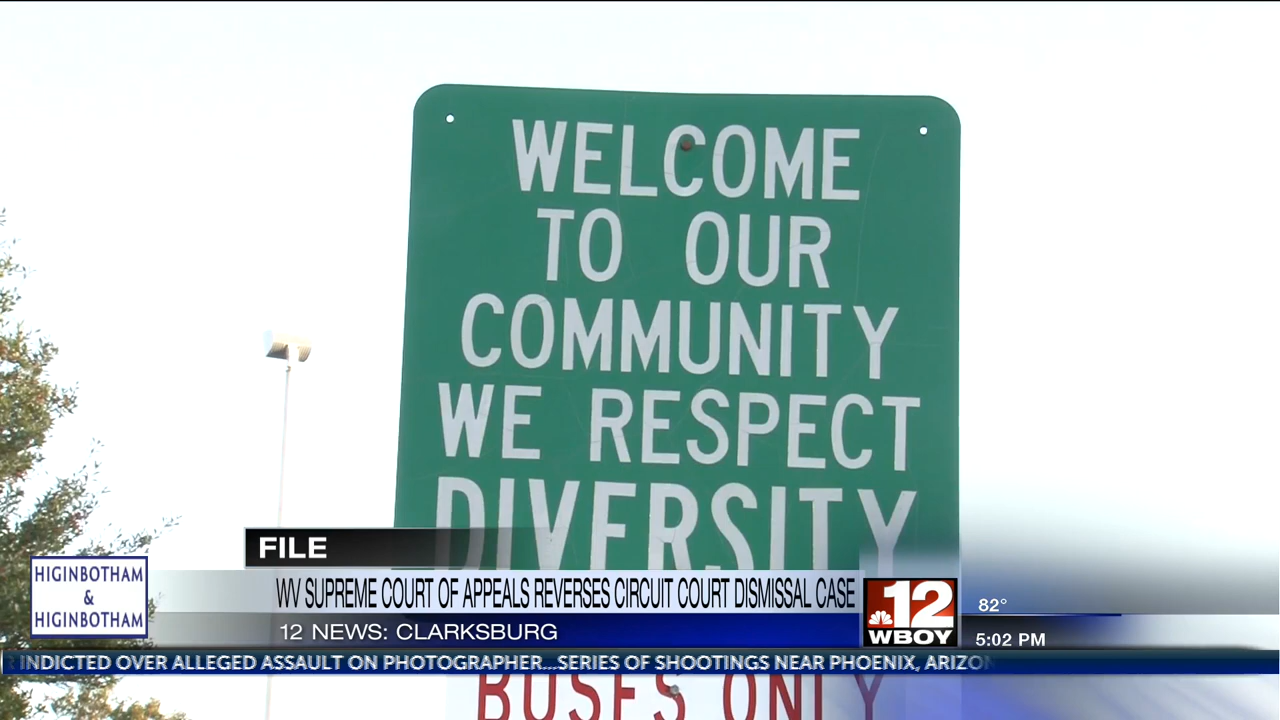 WELCOME
TO OUR
COMMUNITY
WE RESPECT
DIVERSITY
FILE
HIGINBOTHAM
&
HIGINBOTHAM
WV SUPREME COURT OF APPEALS REVERSES CIRCUIT COURT DISMISSAL CASE
12 NEWS: CLARKSBURG
12
WBOY
82°
5:02 PM
INDICTED OVER ALLEGED ASSAULT ON PHOTOGRAPHER...SERIES OF SHOOTINGS NEAR PHOENIX, ARIZON
BUSES ONLY